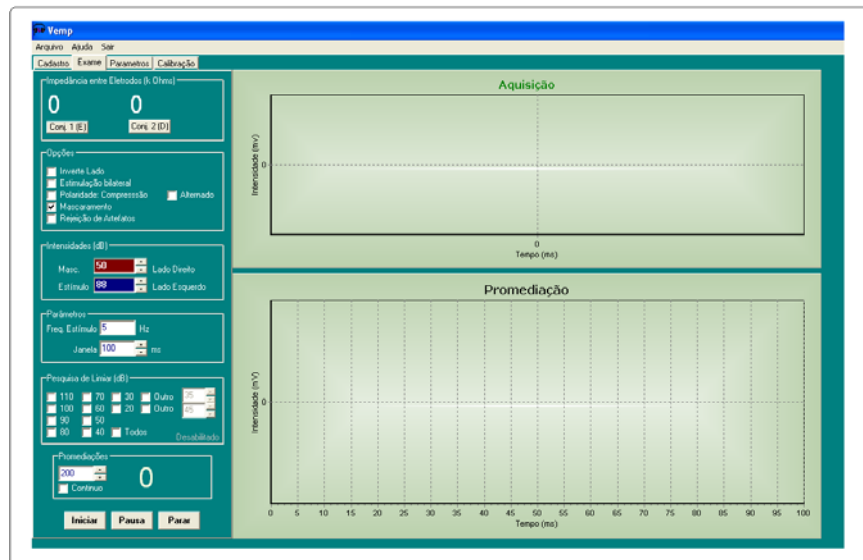 Vemp
Arquivo Ajuda Sair
Cadastro Exame Parametros Calibração
Impedância entre Eletrodos (k Ohms)
0 0
Conj. 1 (E) Conj. 2 (D)
Opções
Inverte Lado
Estimulação bilateral
Polaridade: Compresssão Alternado
Mascaramento
Rejeição de Artefatos
Intensidades (dB)
Masc. 50 Lado Direito
Estímulo 88 Lado Esquerdo
Parâmetros
Freq. Estímulo 5 Hz
Janela 100 ms
Pesquisa de Limiar (dB)
110 70 30 Outro 35
100 60 20 Outro 45
90 50
80 40 Todos Desabilitado
Promediações
200
Contínuo
0
Iniciar Pausa Parar
Aquisição
Intensidade (mv)
0
0
Tempo (ms)
Promediação
Intensidade (mV)
0
0 5 10 15 20 25 30 35 40 45 50 55 60 65 70 75 80 85 90 95 100
Tempo (ms)